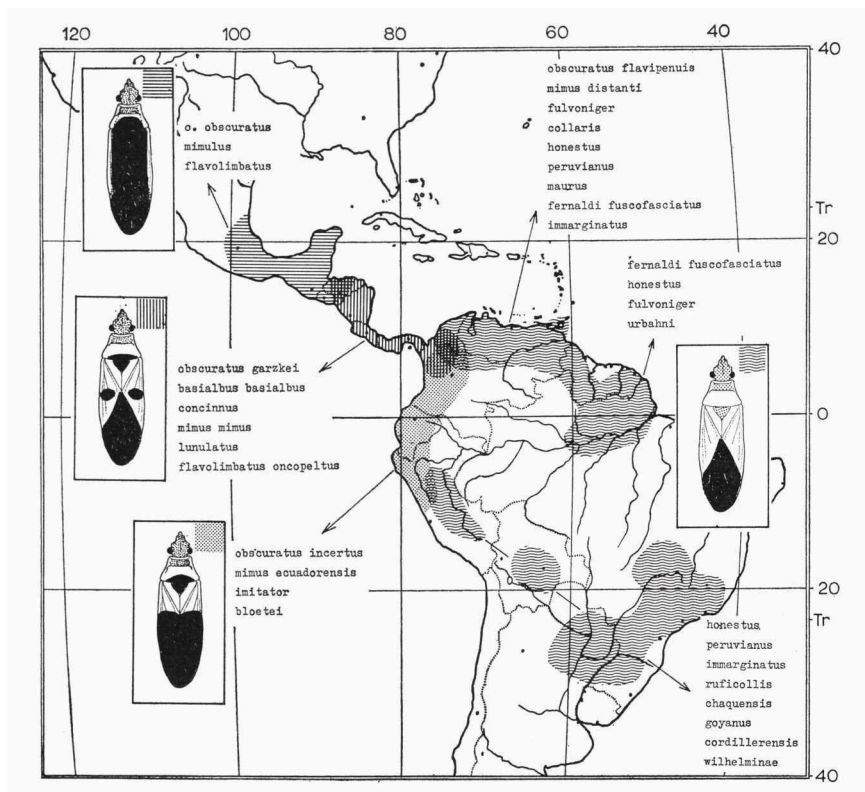 120
100
80
60
40
40
obscuratus flavipenuis
mimus distanti
fulvoniger
collaris
honestus
peruvianus
maurus
fernaldi fuscofasciatus
immarginatus
o. obscuratus
mimulus
flavolimbatus
Tr
20
fernaldi fuscofasciatus
honestus
fulvoniger
urbahni
obscuratus garzkei
basialbus basialbus
concinnus
mimus mimus
lunulatus
flavolimbatus oncopeltus
0
obscuratus incertus
mimus ecuadorensis
imitator
bloetei
20
Tr
honestus
peruvianus
immarginatus
ruficollis
chaquensis
goyanus
cordillerensis
wilhelminae
40